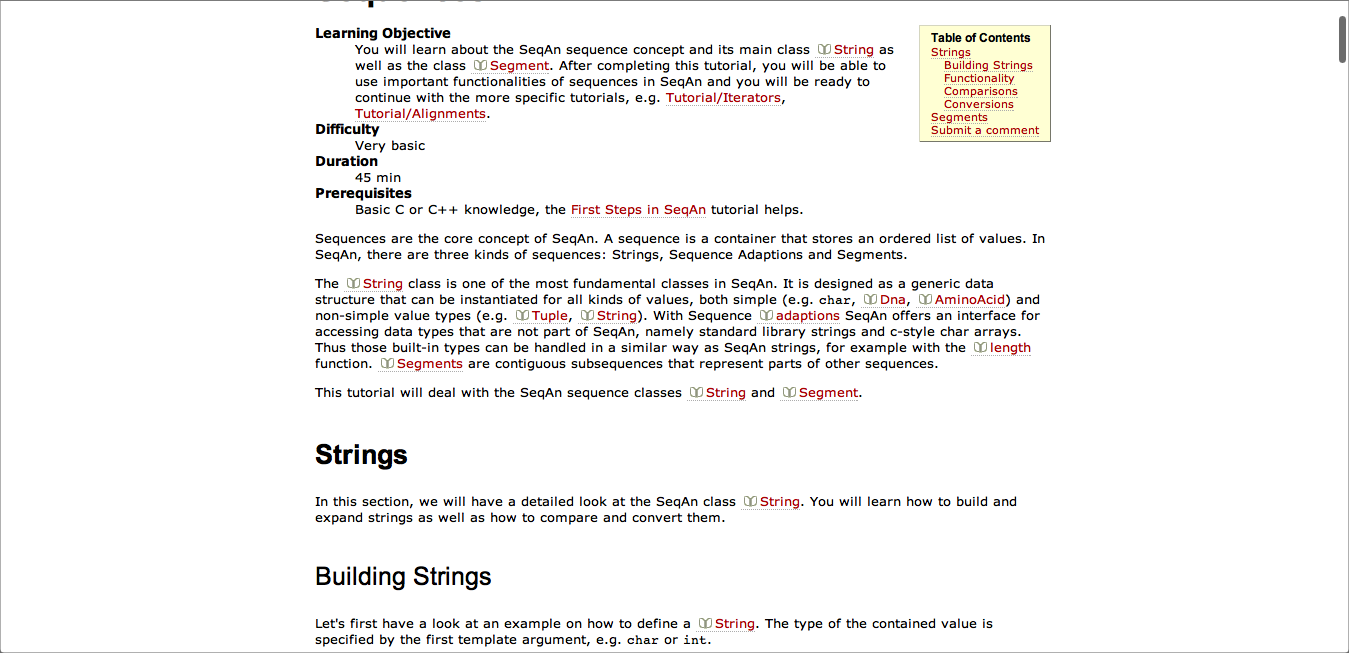 Learning Objective
You will learn about the SeqAn sequence concept and its main class String as
well as the class Segment. After completing this tutorial, you will be able to
use important functionalities of sequences in SeqAn and you will be ready to
continue with the more specific tutorials, e.g. Tutorial/Iterators,
Tutorial/Alignments.
Difficulty
Very basic
Duration
45 min
Prerequisites
Basic C or C++ knowledge, the First Steps in SeqAn tutorial helps.
Table of Contents
Strings
Building Strings
Functionality
Comparisons
Conversions
Segments
Submit a comment
Sequences are the core concept of SeqAn. A sequence is a container that stores an ordered list of values. In
SeqAn, there are three kinds of sequences: Strings, Sequence Adaptions and Segments.
The String class is one of the most fundamental classes in SeqAn. It is designed as a generic data
structure that can be instantiated for all kinds of values, both simple (e.g. char, Dna, AminoAcid) and
non-simple value types (e.g. Tuple, String). With Sequence adaptions SeqAn offers an interface for
accessing data types that are not part of SeqAn, namely standard library strings and c-style char arrays.
Thus those built-in types can be handled in a similar way as SeqAn strings, for example with the length
function. Segments are contiguous subsequences that represent parts of other sequences.
This tutorial will deal with the SeqAn sequence classes String and Segment.
Strings
In this section, we will have a detailed look at the SeqAn class String. You will learn how to build and
expand strings as well as how to compare and convert them.
Building Strings
Let's first have a look at an example on how to define a String. The type of the contained value is
specified by the first template argument, e.g. char or int.